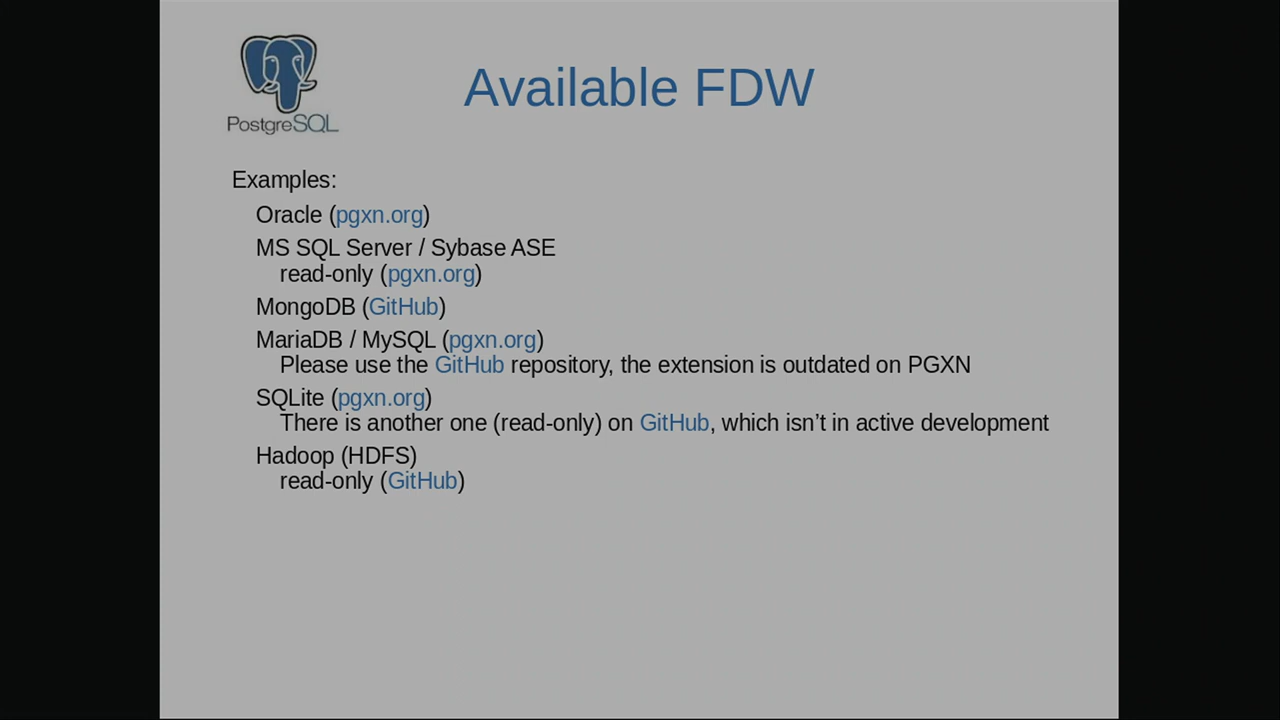 PostgreSQL
Available FDW
Examples:
Oracle (pgxn.org)
MS SQL Server / Sybase ASE
read-only (pgxn.org)
MongoDB (GitHub)
MariaDB / MySQL (pgxn.org)
Please use the GitHub repository, the extension is outdated on PGXN
SQLite (pgxn.org)
There is another one (read-only) on GitHub, which isn’t in active development
Hadoop (HDFS)
read-only (GitHub)